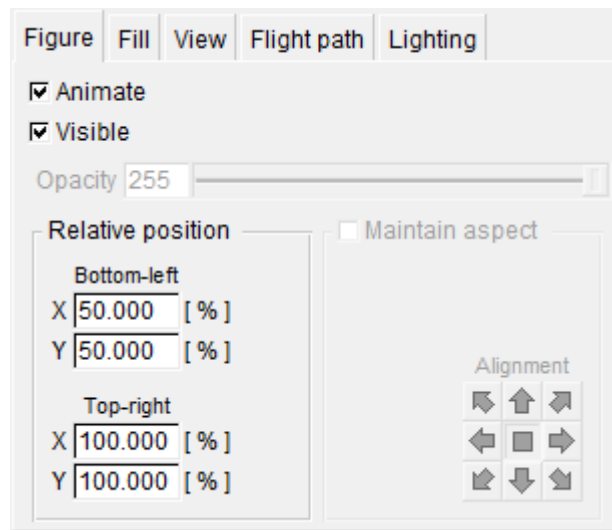 Figure Fill View Flight path Lighting
Animate
Visible
Opacity 255
Relative position
Maintain aspect
Bottom-left
X 50.000 [ % ]
Y 50.000 [ % ]
Alignment
Top-right
X 100.000 [ % ]
Y 100.000 [ % ]